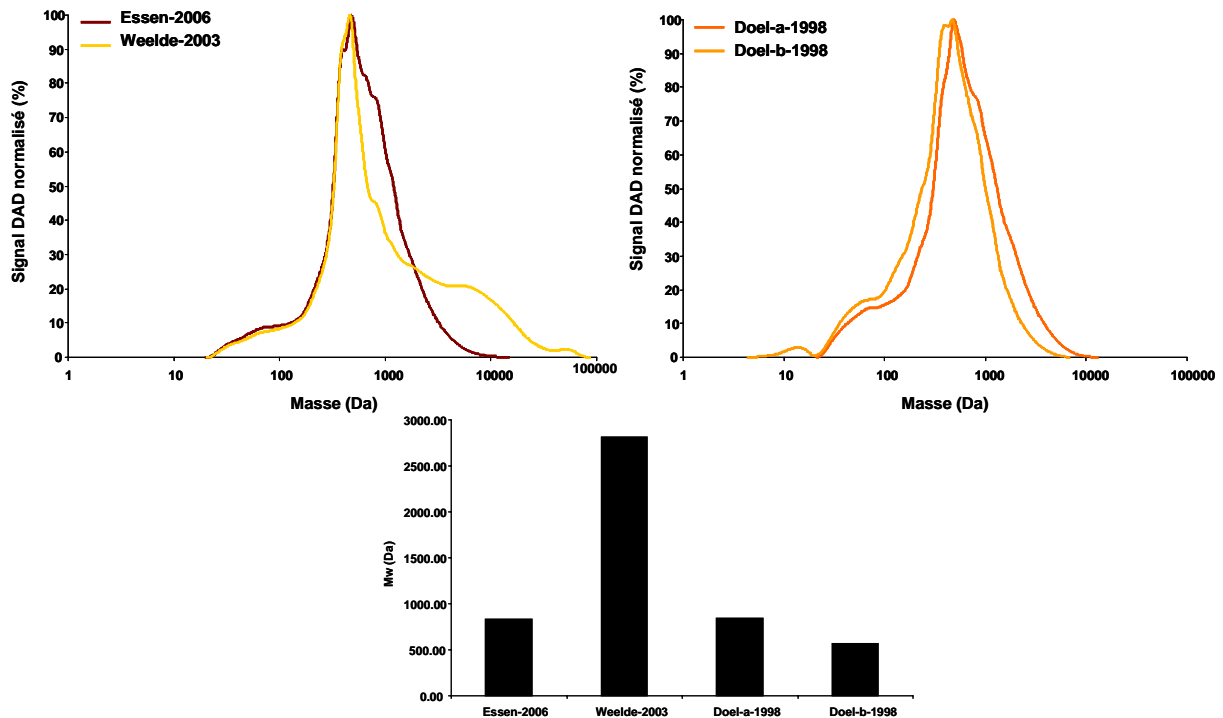 Essen-2006
Weelde-2003
Signal DAD normalisé (%)
100
90
80
70
60
50
40
30
20
10
0
1 10 100 1000 10000 100000
Masse (Da)
Doel-a-1998
Doel-b-1998
Signal DAD normalisé (%)
100
90
80
70
60
50
40
30
20
10
0
1 10 100 1000 10000 100000
Masse (Da)
Mw (Da)
3000.00
2500.00
2000.00
1500.00
1000.00
500.00
0.00
Essen-2006 Weelde-2003 Doel-a-1998 Doel-b-1998